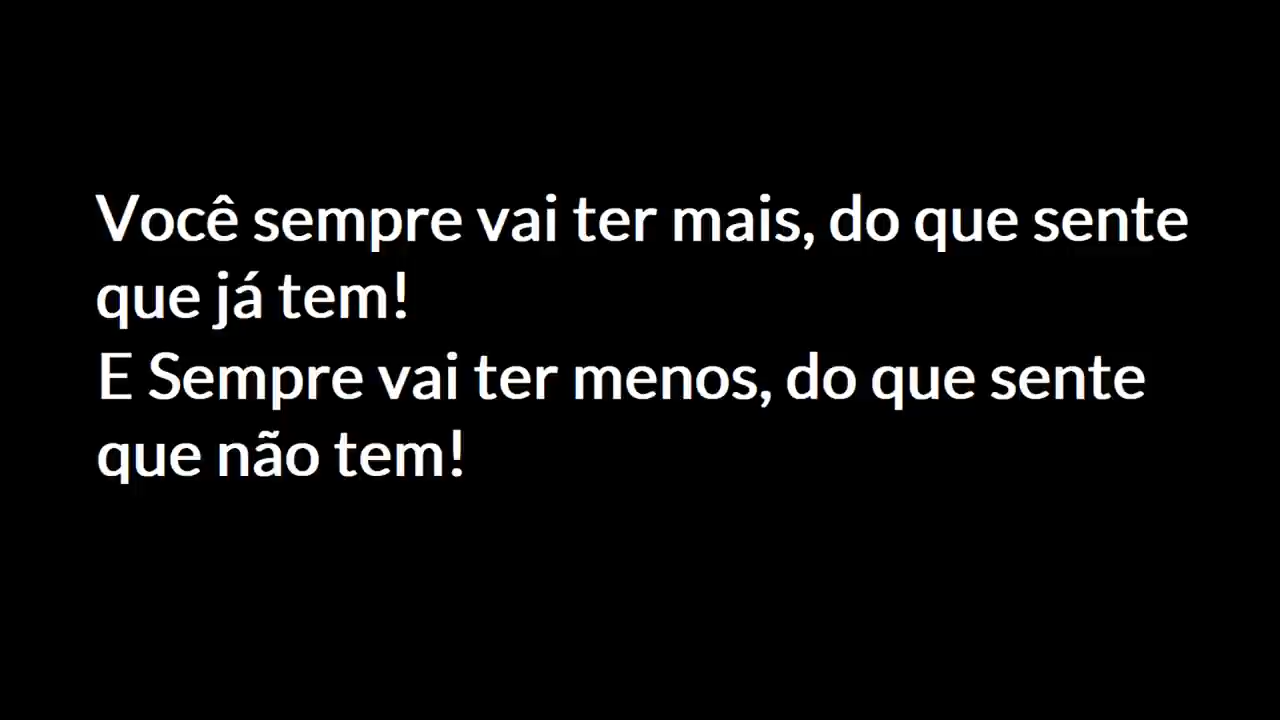 Você sempre vai ter mais, do que sente
que já tem!
E Sempre vai ter menos, do que sente
que não tem!